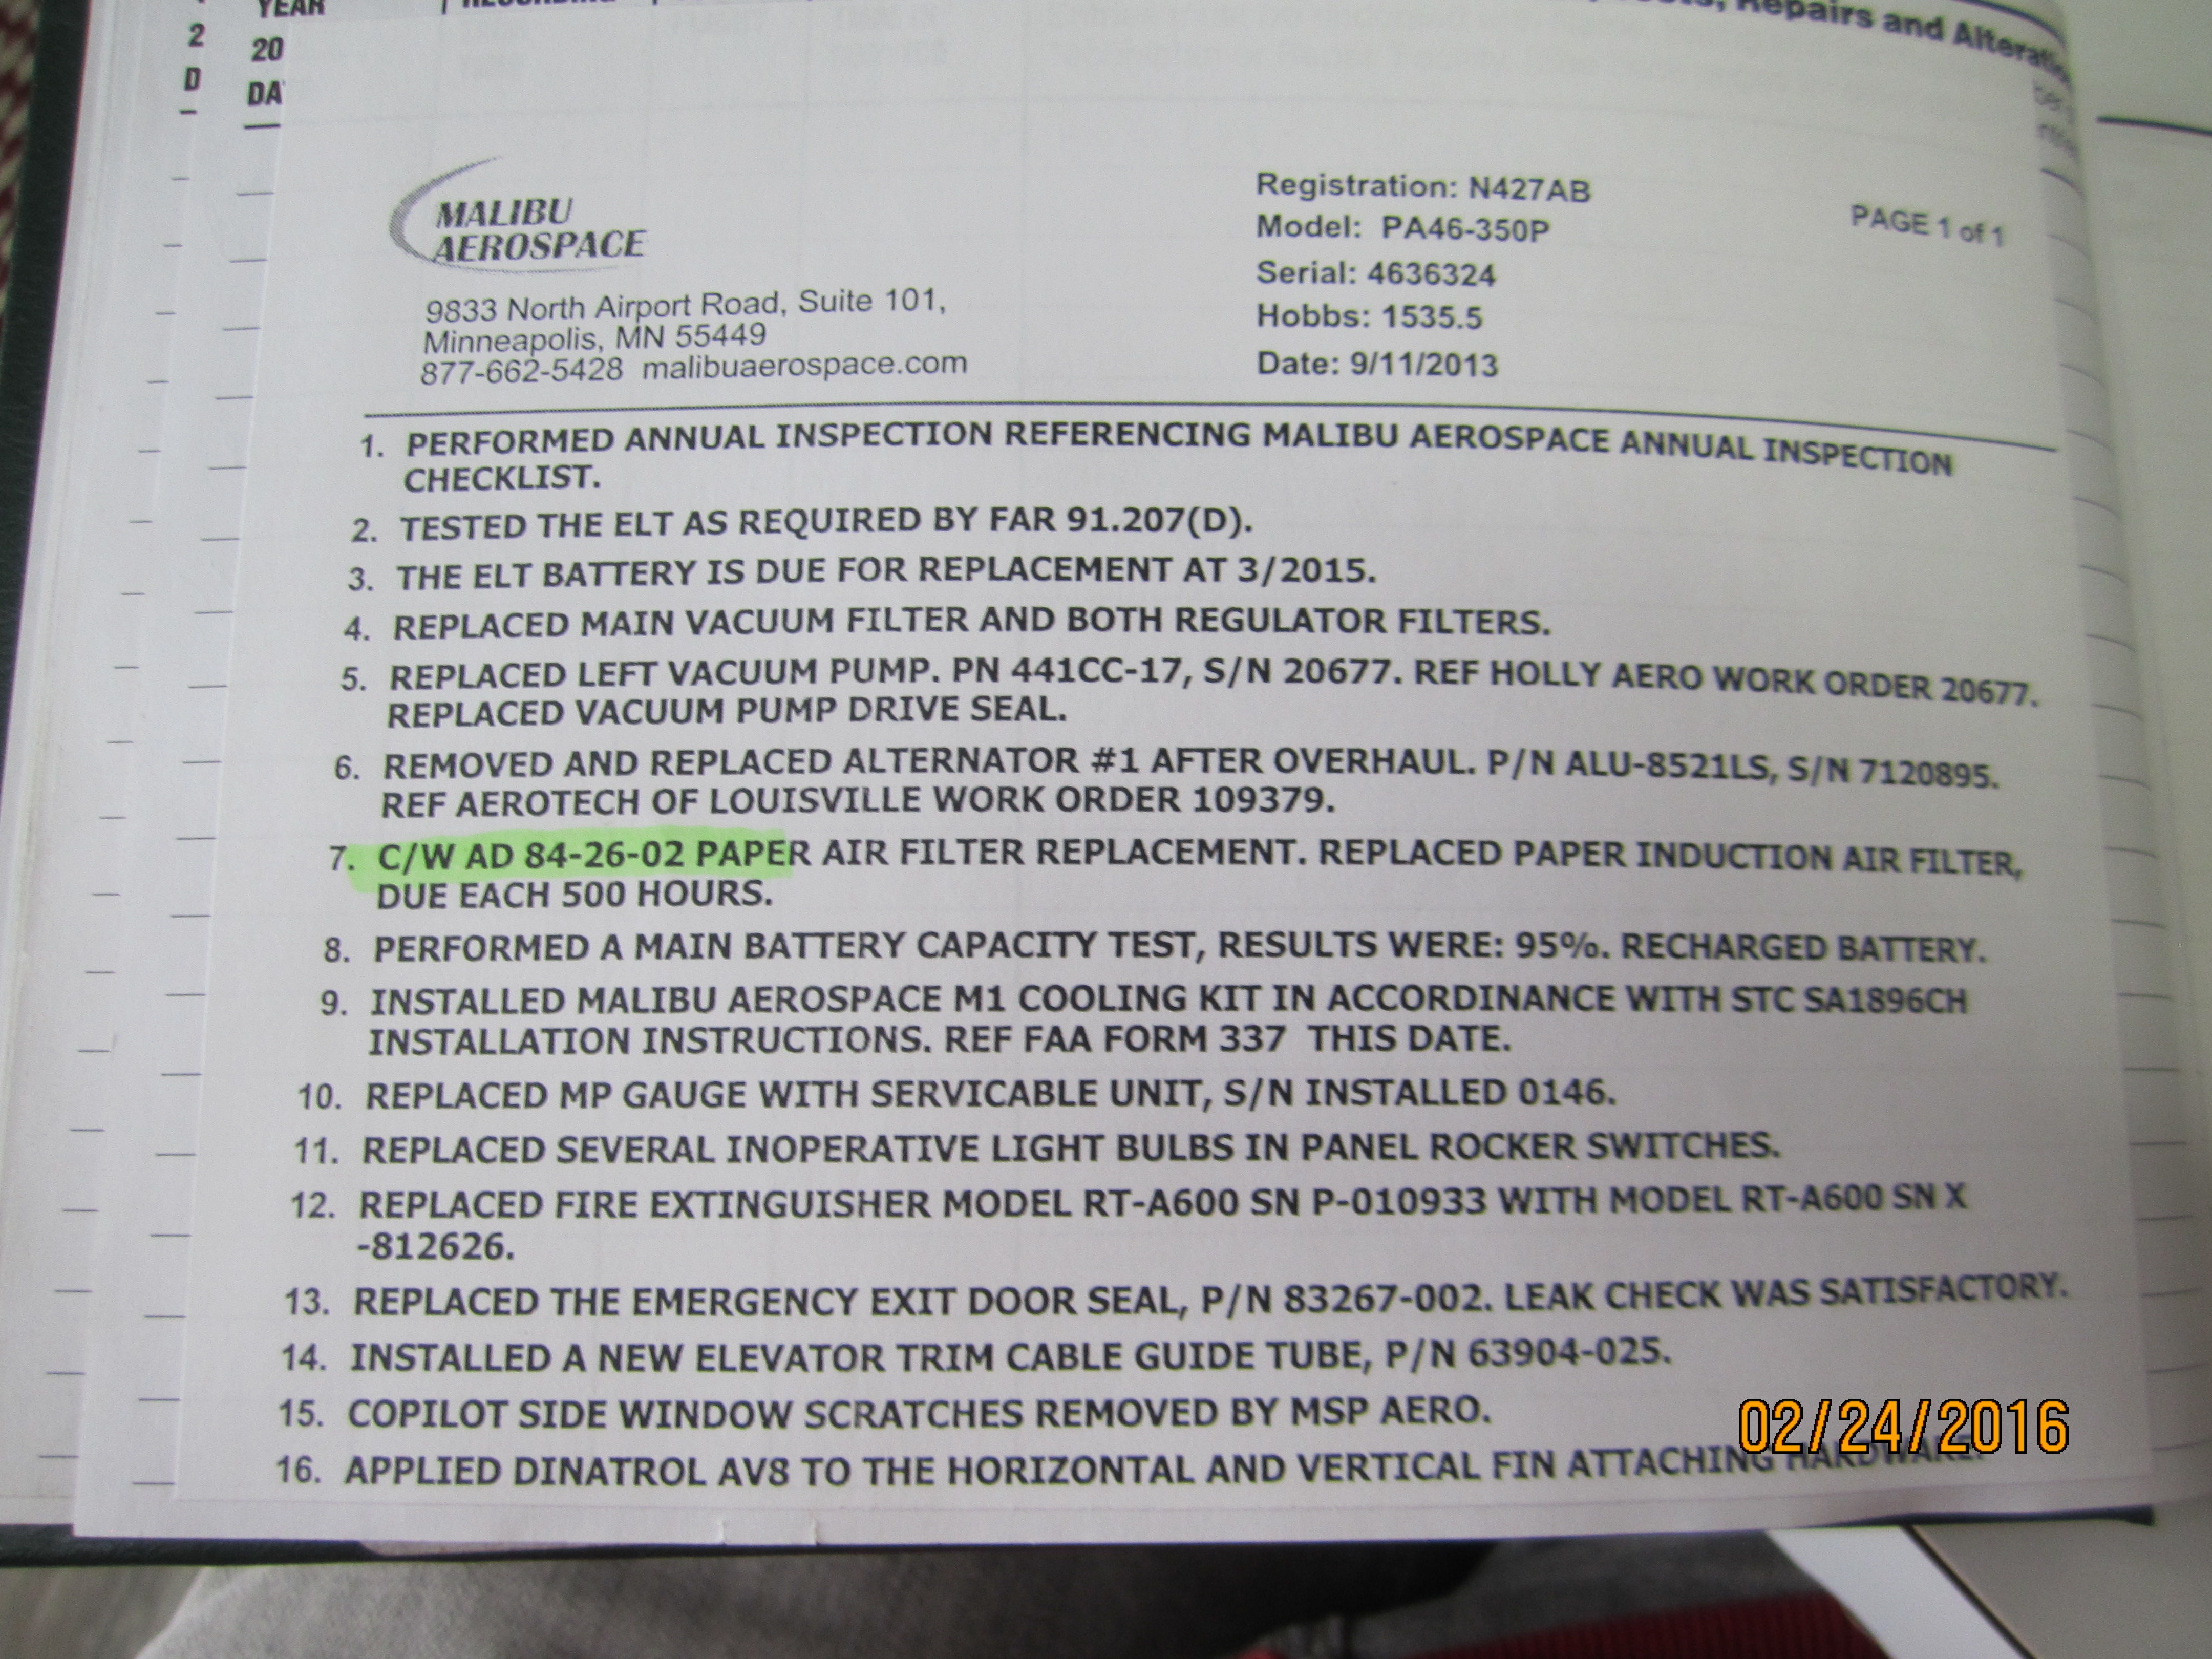 YEAR
2 20
D DA
Repairs and
MALIBU
AEROSPACE
9833 North Airport Road, Suite 101,
Minneapolis, MN 55449
877-662-5428 malibuaerospace.com
Registration: N427AB
Model: PA46-350P
Serial: 4636324
Hobbs: 1535.5
Date: 9/11/2013
PAGE 1 of 1
1. PERFORMED ANNUAL INSPECTION REFERENCING MALIBU AEROSPACE ANNUAL INSPECTION
CHECKLIST.
2. TESTED THE ELT AS REQUIRED BY FAR 91.207(D).
3. THE ELT BATTERY IS DUE FOR REPLACEMENT AT 3/2015.
4. REPLACED MAIN VACUUM FILTER AND BOTH REGULATOR FILTERS.
5. REPLACED LEFT VACUUM PUMP. PN 441CC-17, S/N 20677. REF HOLLY AERO WORK ORDER 20677.
REPLACED VACUUM PUMP DRIVE SEAL.
6. REMOVED AND REPLACED ALTERNATOR #1 AFTER OVERHAUL. P/N ALU-8521LS, S/N 7120895.
REF AEROTECH OF LOUISVILLE WORK ORDER 109379.
7. C/W AD 84-26-02 PAPER AIR FILTER REPLACEMENT. REPLACED PAPER INDUCTION AIR FILTER,
DUE EACH 500 HOURS.
8. PERFORMED A MAIN BATTERY CAPACITY TEST, RESULTS WERE: 95%. RECHARGED BATTERY.
9. INSTALLED MALIBU AEROSPACE M1 COOLING KIT IN ACCORDINANCE WITH STC SA1896CH
INSTALLATION INSTRUCTIONS. REF FAA FORM 337 THIS DATE.
10. REPLACED MP GAUGE WITH SERVICABLE UNIT, S/N INSTALLED 0146.
11. REPLACED SEVERAL INOPERATIVE LIGHT BULBS IN PANEL ROCKER SWITCHES.
12. REPLACED FIRE EXTINGUISHER MODEL RT-A600 SN P-010933 WITH MODEL RT-A600 SN X
-812626.
13. REPLACED THE EMERGENCY EXIT DOOR SEAL, P/N 83267-002. LEAK CHECK WAS SATISFACTORY.
14. INSTALLED A NEW ELEVATOR TRIM CABLE GUIDE TUBE, P/N 63904-025.
15. COPILOT SIDE WINDOW SCRATCHES REMOVED BY MSP AERO.
16. APPLIED DINATROL AV8 TO THE HORIZONTAL AND VERTICAL FIN ATTACHING HARDWARE.
02/24/2016